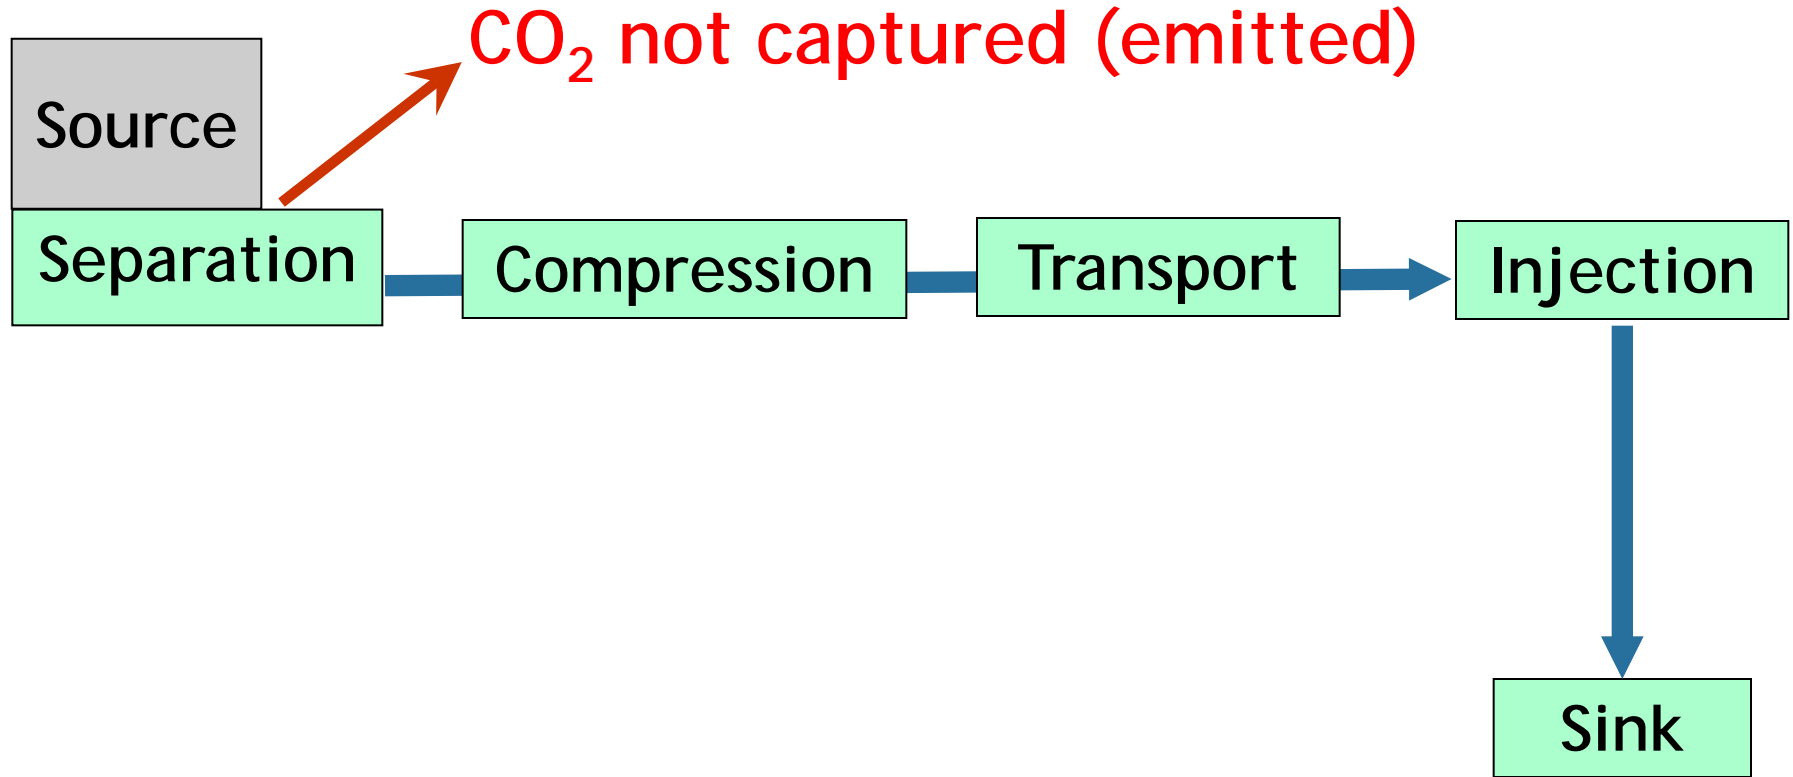 CO₂ not captured (emitted)
Source
Separation
Compression
Transport
Injection
Sink